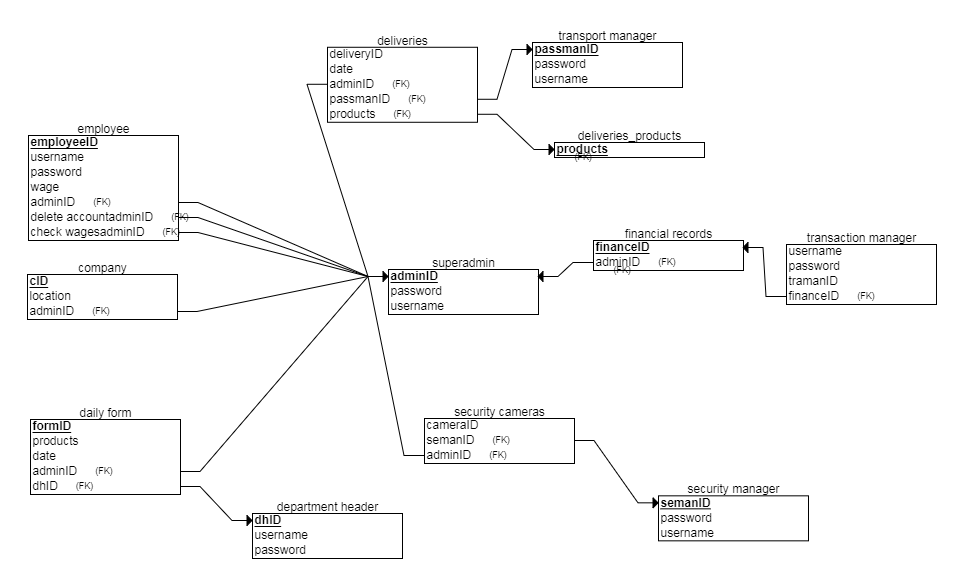 deliveries
deliveryID
date
adminID (FK)
passmanID (FK)
products (FK)
transport manager
passmanID
password
username
deliveries_products
products
(FK)
employee
employeeID
username
password
wage
adminID (FK)
delete accountadminID (FK)
check wagesadminID (FK)
company
cID
location
adminID (FK)
superadmin
adminID
password
username
financial records
financeID
adminID (FK)
(FK)
transaction manager
username
password
tramanID
financeID (FK)
daily form
formID
products
date
adminID (FK)
dhID (FK)
department header
dhID
username
password
security cameras
cameraID
semanID (FK)
adminID (FK)
security manager
semanID
password
username